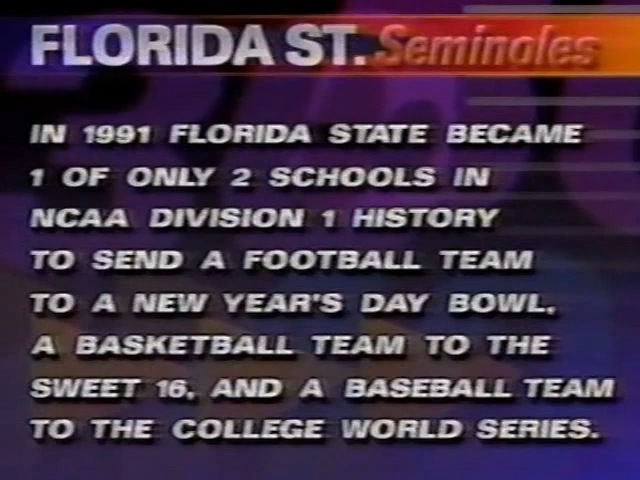 FLORIDA ST. Seminoles
IN 1991 FLORIDA STATE BECAME
1 OF ONLY 2 SCHOOLS IN
NCAA DIVISION 1 HISTORY
TO SEND A FOOTBALL TEAM
TO A NEW YEAR'S DAY BOWL,
A BASKETBALL TEAM TO THE
SWEET 16, AND A BASEBALL TEAM
TO THE COLLEGE WORLD SERIES.